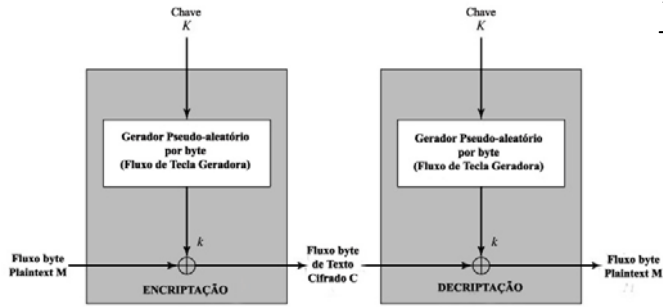 Chave
K
Chave
K
Gerador Pseudo-aleatório
por byte
(Fluxo de Tecla Geradora)
Gerador Pseudo-aleatório
por byte
(Fluxo de Tecla Geradora)
k
k
Fluxo byte
Plaintext M
Fluxo byte
de Texto
Cifrado C
Fluxo byte
Plaintext M
ENCRIPTAÇÃO
DECRIPTAÇÃO